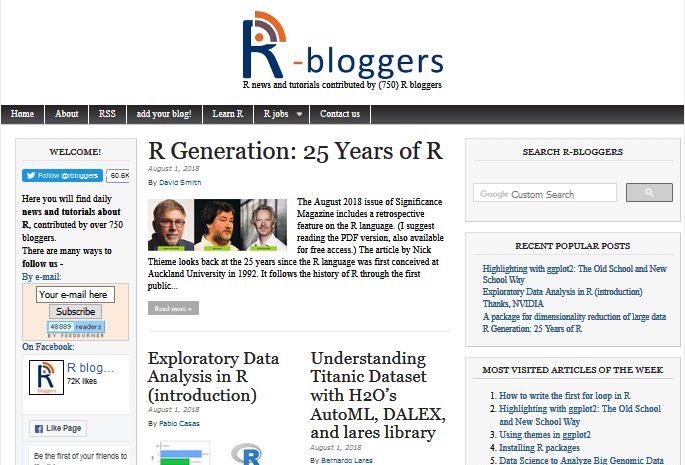 R-bloggers
R news and tutorials contributed by (750) R bloggers
Home
About
RSS
add your blog!
Learn R
R jobs
Contact us
WELCOME!
Follow @rbloggers
60.6K
Here you will find daily
news and tutorials about
R, contributed by over 750
bloggers.
There are many ways to
follow us -
By e-mail:
Your e-mail here
Subscribe
48889 readers
BY FEEDBURNER
On Facebook:
R blog...
72K likes
Like Page
Be the first of your friends to
R Generation: 25 Years of R
August 1, 2018
By David Smith
The August 2018 issue of Significance
Magazine includes a retrospective
feature on the R language. (I suggest
reading the PDF version, also available
for free access.) The article by Nick
Thieme looks back at the 25 years since the R language was first conceived at
Auckland University in 1992. It follows the history of R through the first
public...
Read more »
Exploratory Data
Analysis in R
(introduction)
August 1, 2018
By Pablo Casas
R
Understanding
Titanic Dataset
with H2O's
AutoML, DALEX,
and lares library
August 1, 2018
By Bernardo Lares
SEARCH R-BLOGGERS
Google Custom Search
RECENT POPULAR POSTS
Highlighting with ggplot2: The Old School and New
School Way
Exploratory Data Analysis in R (introduction)
Thanks, NVIDIA
A package for dimensionality reduction of large data
R Generation: 25 Years of R
MOST VISITED ARTICLES OF THE WEEK
1. How to write the first for loop in R
2. Highlighting with ggplot2: The Old School
and New School Way
3. Using themes in ggplot2
4. Installing R packages
5. Data Science to Analyze Big Genomic Data